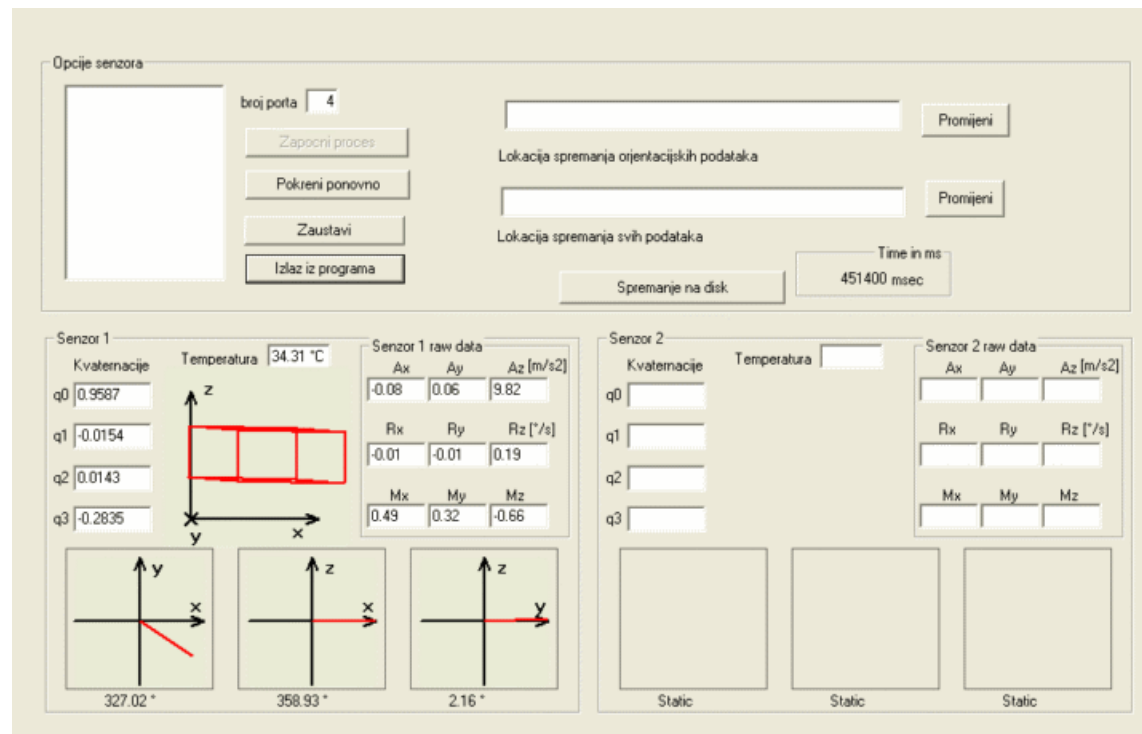 Opcije senzora
broj porta 4
Zapocni proces
Pokreni ponovno
Zaustavi
Izlaz iz programa
Promijeni
Lokacija spremanja orjentacijskih podataka
Promijeni
Lokacija spremanja svih podataka
Spremanje na disk
Time in ms
451400 msec
Senzor 1
Kvaternacije
q0 0.9587
q1 -0.0154
q2 0.0143
q3 -0.2835
Temperatura 34.31 °C
z
y x
Senzor 1 raw data
Ax Ay Az [m/s2]
-0.08 0.06 9.82
Rx Ry Rz [°/s]
-0.01 -0.01 0.19
Mx My Mz
0.49 0.32 -0.66
y
x
327.02 °
z
x
358.93 °
z
y
2.16 °
Senzor 2
Kvaternacije
q0
q1
q2
q3
Temperatura
Senzor 2 raw data
Ax Ay Az [m/s2]
Rx Ry Rz [°/s]
Mx My Mz
Static Static Static